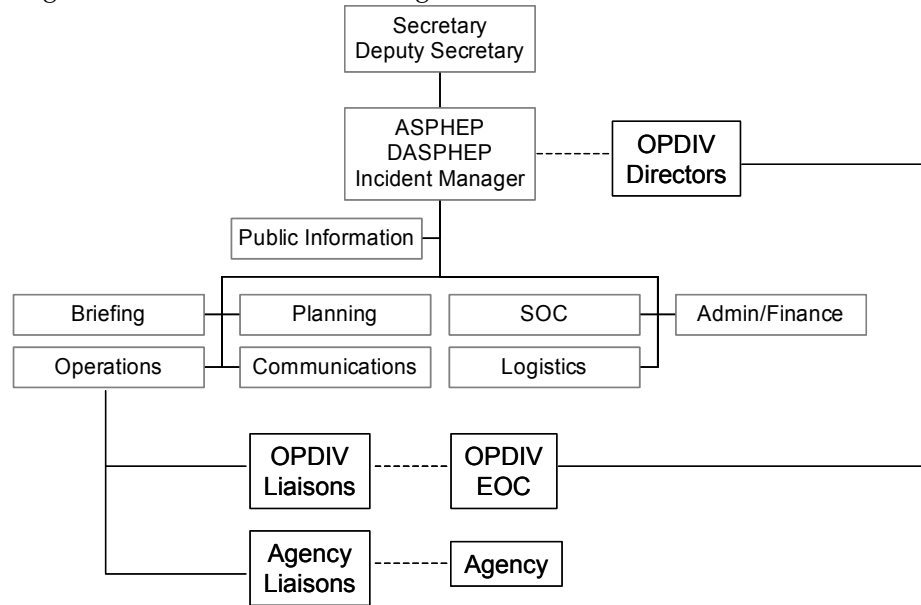 Secretary
Deputy Secretary
ASPHEP
DASPHEP
Incident Manager
OPDIV
Directors
Public Information
Briefing
Planning
SOC
Admin/Finance
Operations
Communications
Logistics
OPDIV
Liaisons
OPDIV
EOC
Agency
Liaisons
Agency